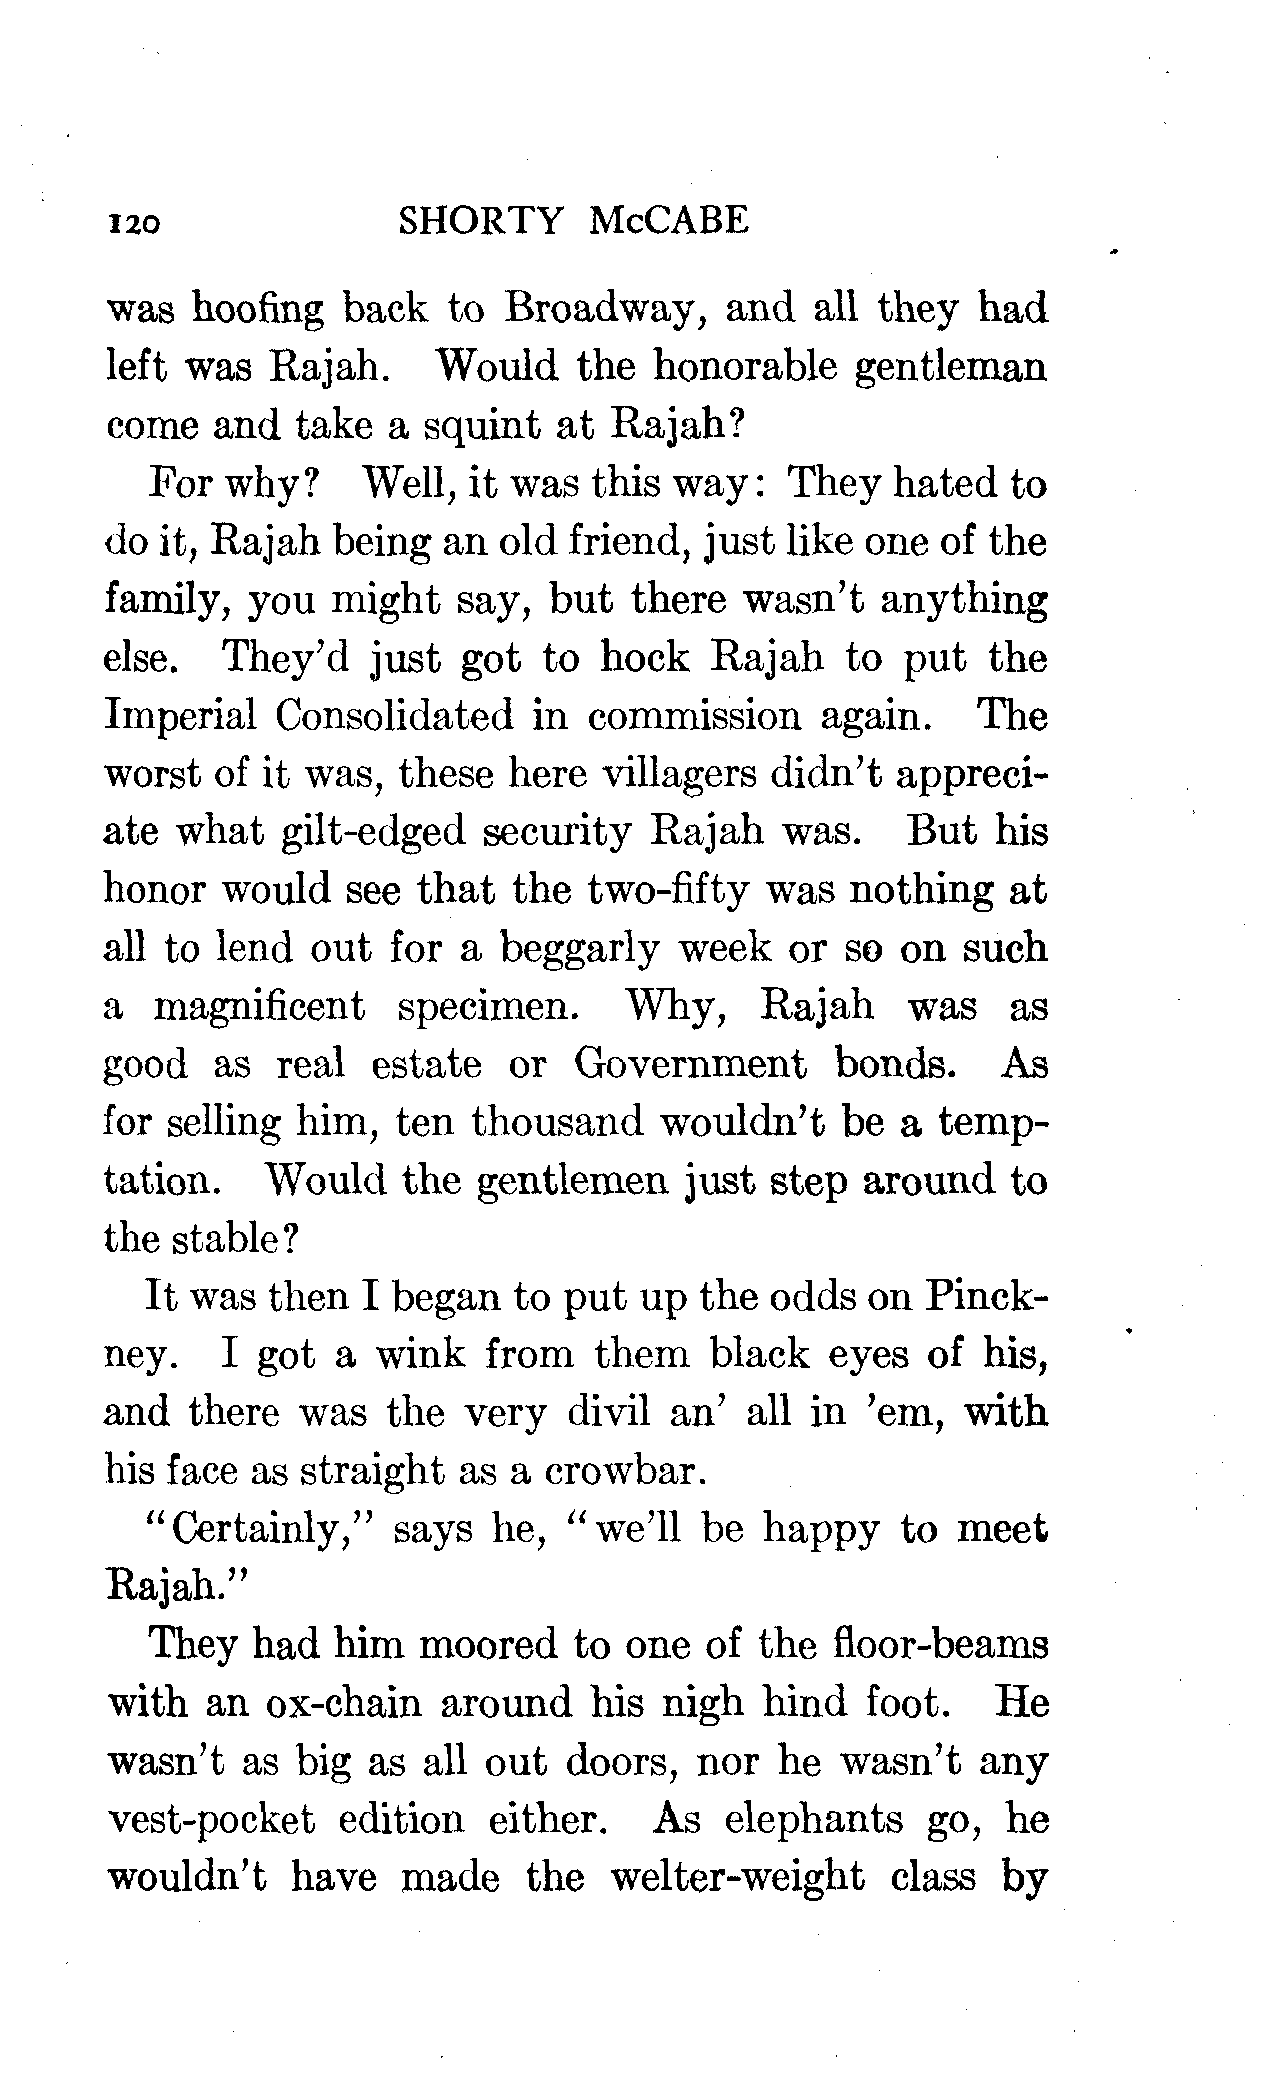 120 SHORTY McCABE
was hoofing back to Broadway, and all they had
left was Rajah. Would the honorable gentleman
come and take a squint at Rajah?
For why? Well, it was this way: They hated to
do it, Rajah being an old friend, just like one of the
family, you might say, but there wasn't anything
else. They'd just got to hock Rajah to put the
Imperial Consolidated in commission again. The
worst of it was, these here villagers didn't appreci-
ate what gilt-edged security Rajah was. But his
honor would see that the two-fifty was nothing at
all to lend out for a beggarly week or so on such
a magnificent specimen. Why, Rajah was as
good as real estate or Government bonds. As
for selling him, ten thousand wouldn't be a temp-
tation. Would the gentlemen just step around to
the stable?
It was then I began to put up the odds on Pinck-
ney. I got a wink from them black eyes of his,
and there was the very divil an' all in 'em, with
his face as straight as a crowbar.
"Certainly," says he, "we'll be happy to meet
Rajah."
They had him moored to one of the floor-beams
with an ox-chain around his nigh hind foot. He
wasn't as big as all out doors, nor he wasn't any
vest-pocket edition either. As elephants go, he
wouldn't have made the welter-weight class by